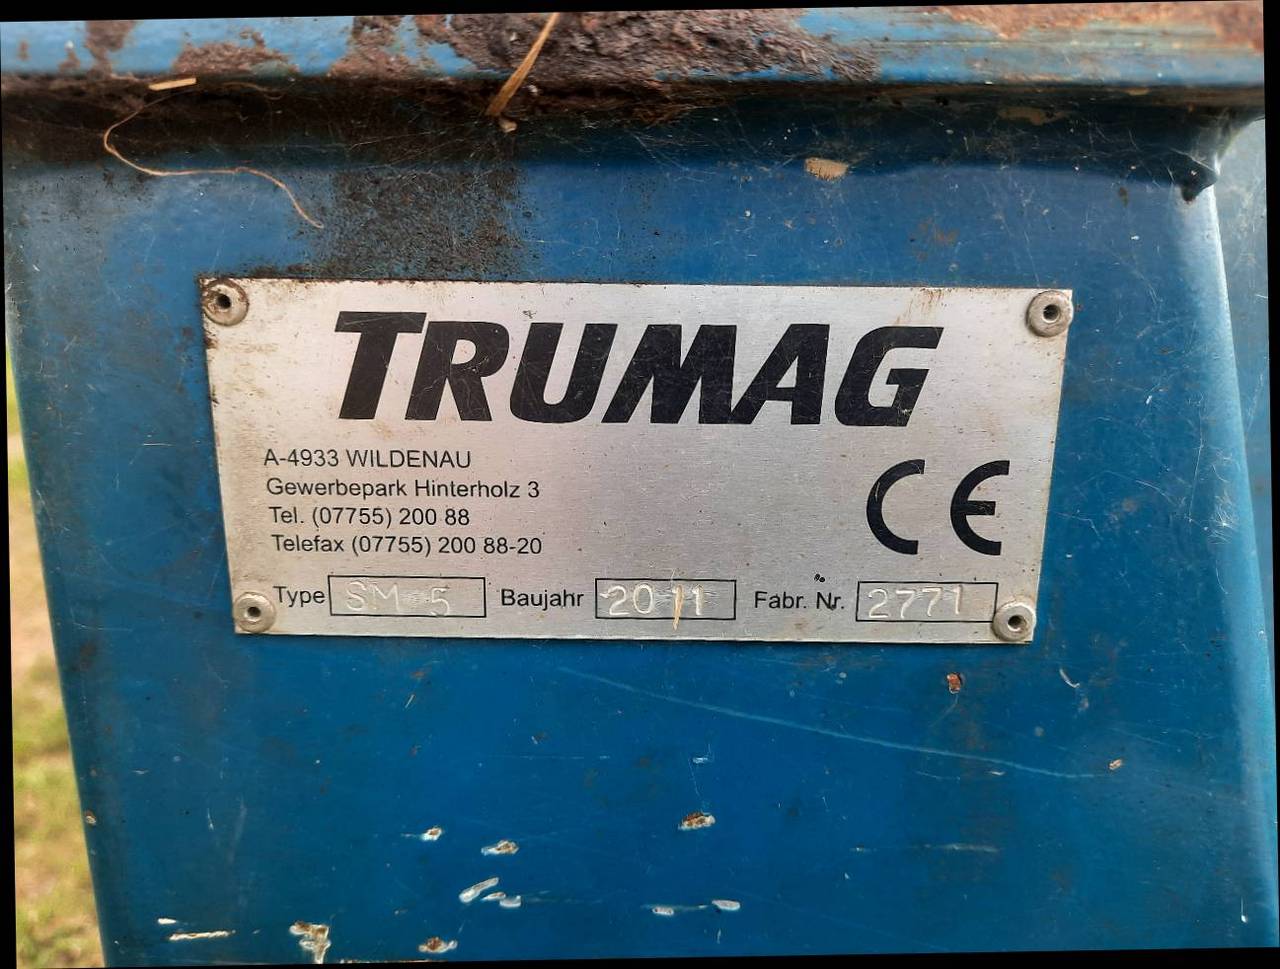 TRUMAG
A-4933 WILDENAU
Gewerbepark Hinterholz 3
Tel. (07755) 200 88
Telefax (07755) 200 88-20
CE
Type SM 5 Baujahr 2011 Fabr. Nr. 2771